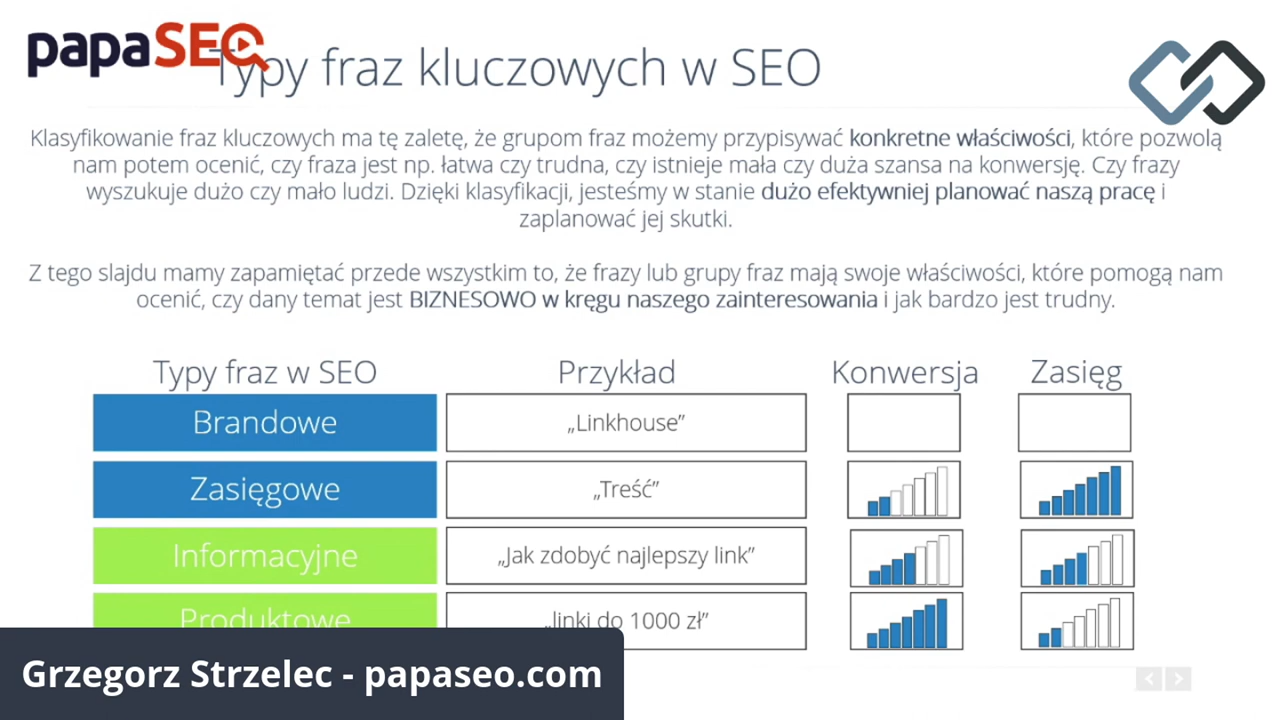 papaSEO
Typy fraz kluczowych w SEO
Klasyfikowanie fraz kluczowych ma tę zaletę, że grupom fraz możemy przypisywać konkretne właściwości, które pozwolą
nam potem ocenić, czy fraza jest np. łatwa czy trudna, czy istnieje mała czy duża szansa na konwersję. Czy frazy
wyszukuje dużo czy mało ludzi. Dzięki klasyfikacji, jesteśmy w stanie dużo efektywniej planować naszą pracę i
zaplanować jej skutki.
Z tego slajdu mamy zapamiętać przede wszystkim to, że frazy lub grupy fraz mają swoje właściwości, które pomogą nam
ocenić, czy dany temat jest BIZNESOWO w kręgu naszego zainteresowania i jak bardzo jest trudny.
Typy fraz w SEO Przykład Konwersja Zasięg
Brandowe „Linkhouse”
Zasięgowe „Treść”
Informacyjne „Jak zdobyć najlepszy link”
Produktowe „linki do 1000 zł”
Grzegorz Strzelec - papaseo.com